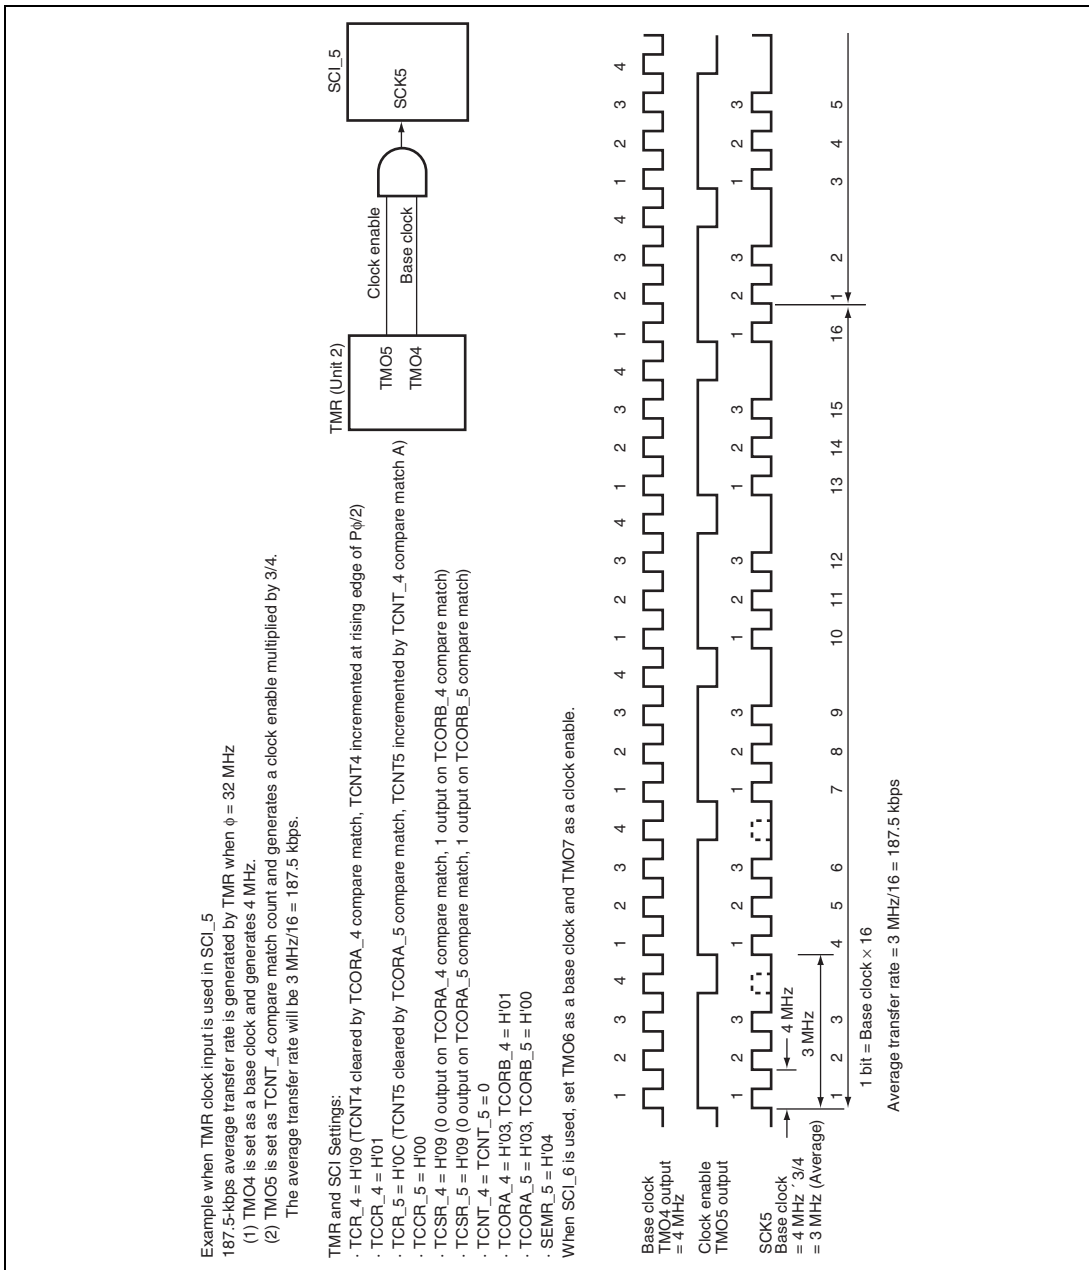 Example when TMR clock input is used in SCI_5
187.5-kbps average transfer rate is generated by TMR when ϕ = 32 MHz
(1) TMO4 is set as a base clock and generates 4 MHz.
(2) TMO5 is set as TCNT_4 compare match count and generates a clock enable multiplied by 3/4.
The average transfer rate will be 3 MHz/16 = 187.5 kbps.
TMR and SCI Settings:
· TCR_4 = H'09 (TCNT4 cleared by TCORA_4 compare match, TCNT4 incremented at rising edge of Pϕ/2)
· TCCR_4 = H'01
· TCR_5 = H'0C (TCNT5 cleared by TCORA_5 compare match, TCNT5 incremented by TCNT_4 compare match A)
· TCCR_5 = H'00
· TCSR_4 = H'09 (0 output on TCORA_4 compare match, 1 output on TCORB_4 compare match)
· TCSR_5 = H'09 (0 output on TCORA_5 compare match, 1 output on TCORB_5 compare match)
· TCNT_4 = TCNT_5 = 0
· TCORA_4 = H'03, TCORB_4 = H'01
· TCORA_5 = H'03, TCORB_5 = H'00
· SEMR_5 = H'04
When SCI_6 is used, set TMO6 as a base clock and TMO7 as a clock enable.
TMR (Unit 2)
TMO5
TMO4
Clock enable
Base clock
SCI_5
SCK5
Base clock
TMO4 output
= 4 MHz
1 2 3 4 1 2 3 4 1 2 3 4 1 2 3 4 1 2 3 4 1 2 3 4 1 2 3 4
Clock enable
TMO5 output
SCK5
Base clock
= 4 MHz ´ 3/4
= 3 MHz (Average)
1 2 3 1 2 3 1 2 3 1 2 3 1 2 3 1 2 3 1 2 3
4 MHz
3 MHz
1 2 3 4 5 6 7 8 9 10 11 12 13 14 15 16 1 2 3 4 5
1 bit = Base clock × 16
Average transfer rate = 3 MHz/16 = 187.5 kbps